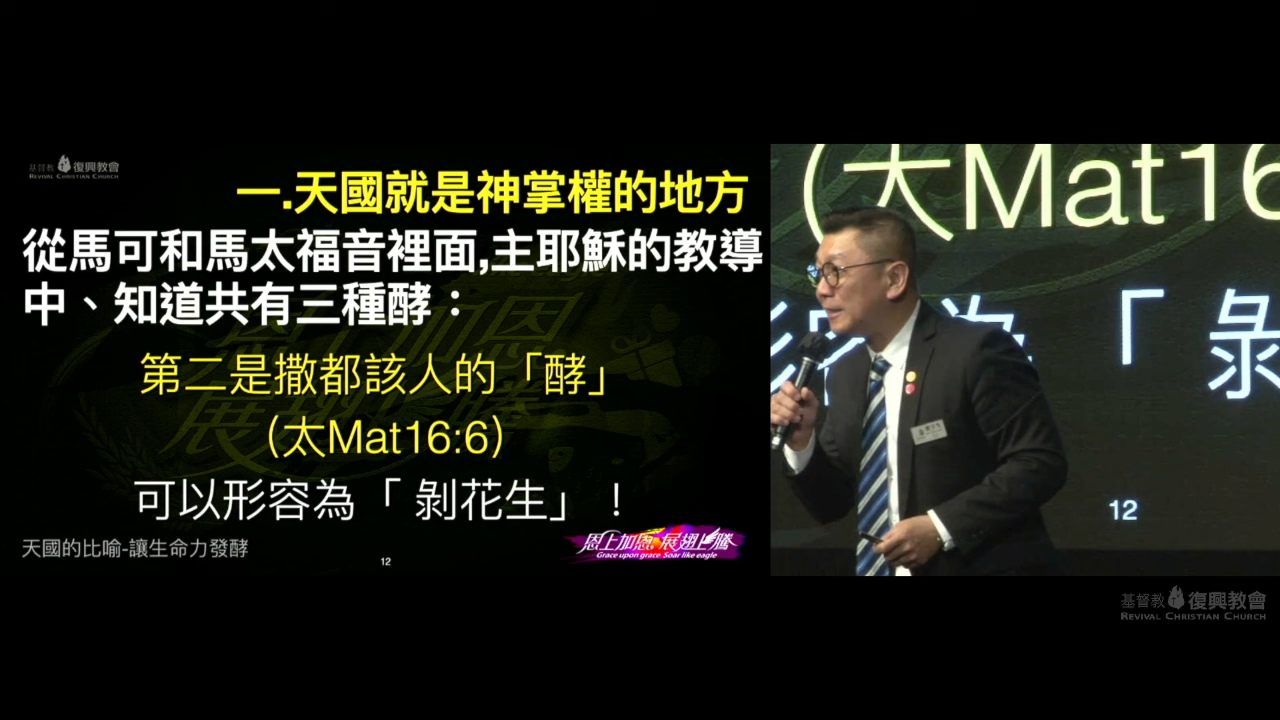 基督教 復興教會
REVIVAL CHRISTIAN CHURCH
一.天國就是神掌權的地方
從馬可和馬太福音裡面,主耶穌的教導
中、知道共有三種酵：
第二是撒都該人的「酵」
（太Mat16:6）
可以形容為「 剝花生」！
天國的比喻-讓生命力發酵
12
恩上加恩 展翅上騰
Grace upon grace Soar like eagle
（太Mat16
形容為「 剝
12
基督教 復興教會
REVIVAL CHRISTIAN CHURCH